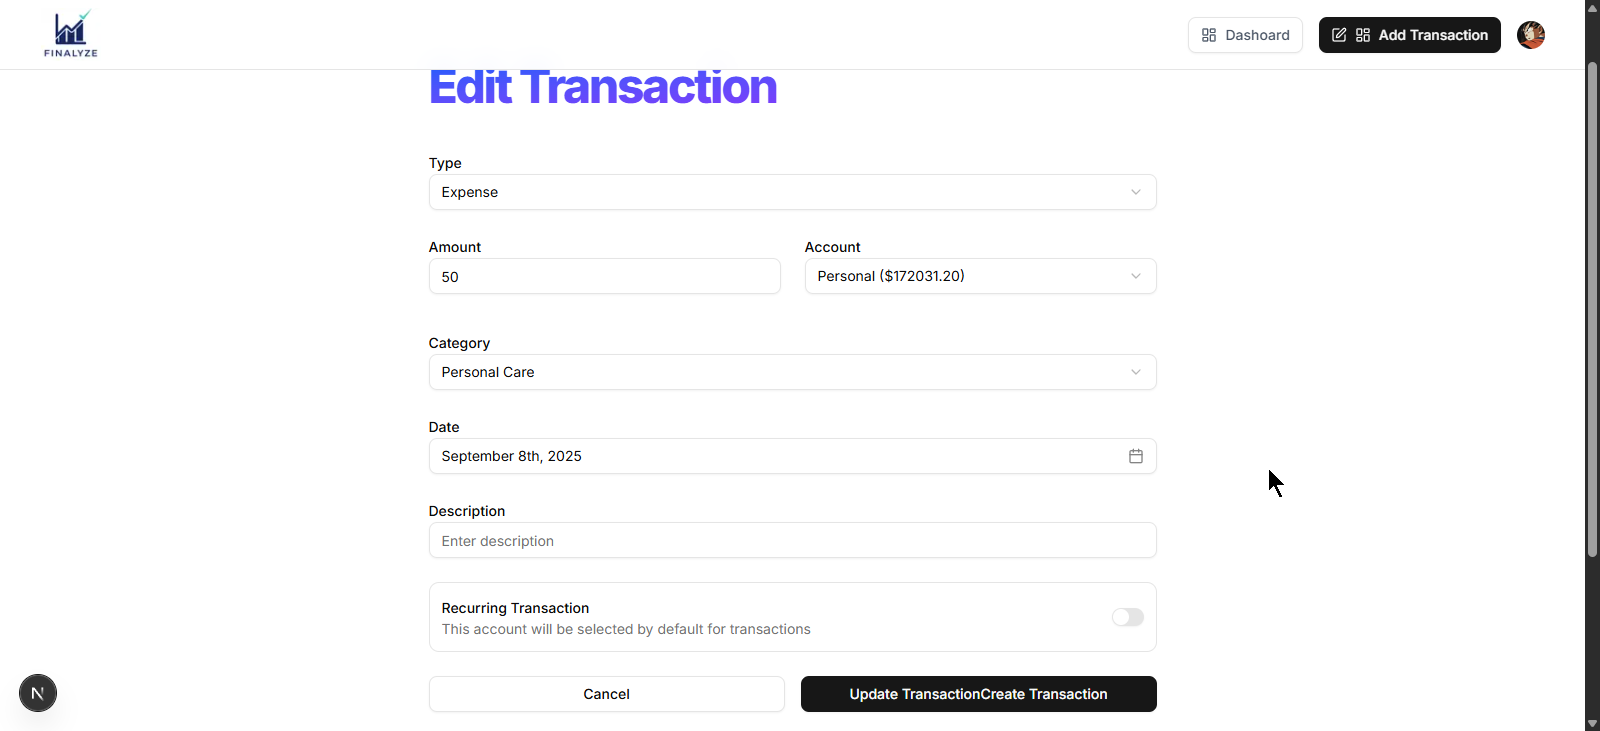 FINALYZE
Dashoard
Add Transaction
Edit Transaction
Type
Expense
Amount
Account
50
Personal ($172031.20)
Category
Personal Care
Date
September 8th, 2025
Description
Enter description
Recurring Transaction
This account will be selected by default for transactions
Cancel
Update TransactionCreate Transaction
N